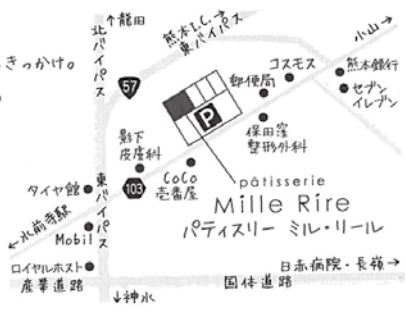 ↑龍田
北バイパス
熊本I.C.→
東バイパス
小山→
きっかけ。
57
コスモス
郵便局
熊本銀行
セブン
イレブン
P
保田窪
整形外科
影下
皮膚科
CoCo
壱番屋
pâtisserie
Mille Rire
パティスリー ミル・リール
タイヤ館
103
東バイパス
←水前寺駅
Mobil
ロイヤルホスト
産業道路
日赤病院・長嶺→
国体道路
↓神水